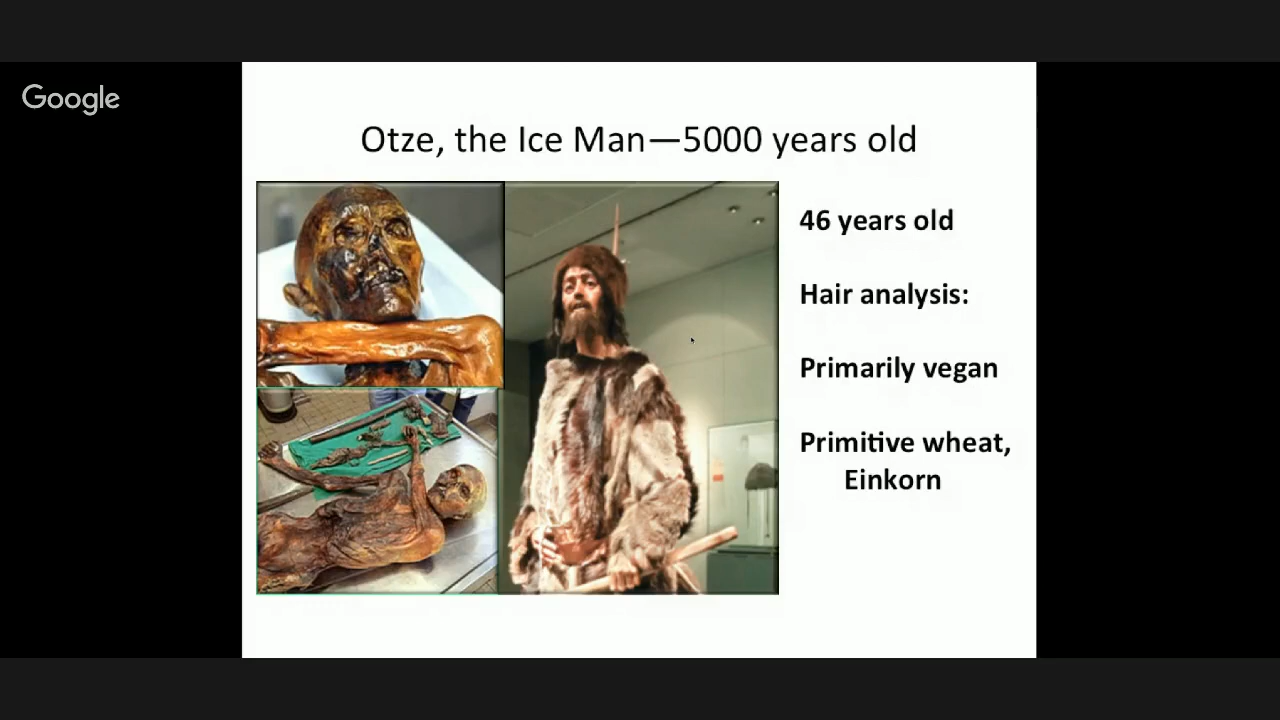 Google
Otze, the Ice Man—5000 years old
46 years old
Hair analysis:
Primarily vegan
Primitive wheat,
Einkorn